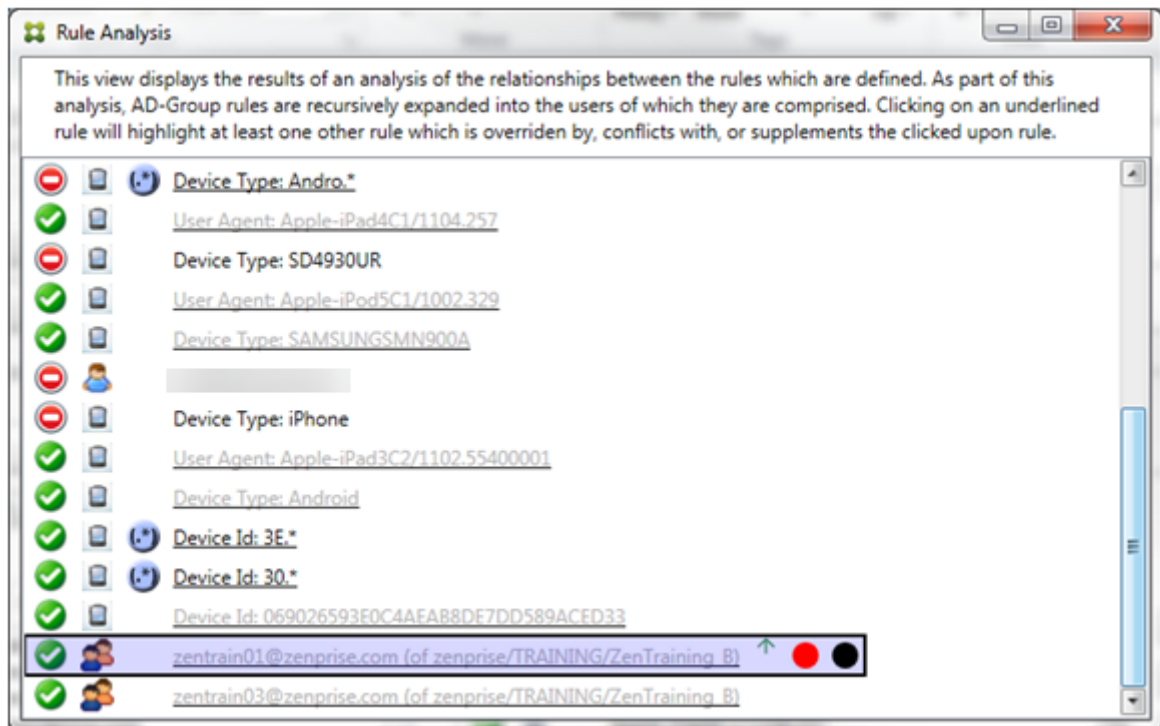 Rule Analysis
This view displays the results of an analysis of the relationships between the rules which are defined. As part of this
analysis, AD-Group rules are recursively expanded into the users of which they are comprised. Clicking on an underlined
rule will highlight at least one other rule which is overriden by, conflicts with, or supplements the clicked upon rule.
(.*) Device Type: Andro.*
User Agent: Apple-iPad4C1/1104.257
Device Type: SD4930UR
User Agent: Apple-iPod5C1/1002.329
Device Type: SAMSUNGSMN900A
Device Type: iPhone
User Agent: Apple-iPad3C2/1102.55400001
Device Type: Android
(.*) Device Id: 3E.*
(.*) Device Id: 30.*
Device Id: 069026593E0C4AEAB8DE7DD589ACED33
zentrain01@zenprise.com (of zenprise/TRAINING/ZenTraining_B)
zentrain03@zenprise.com (of zenprise/TRAINING/ZenTraining_B)